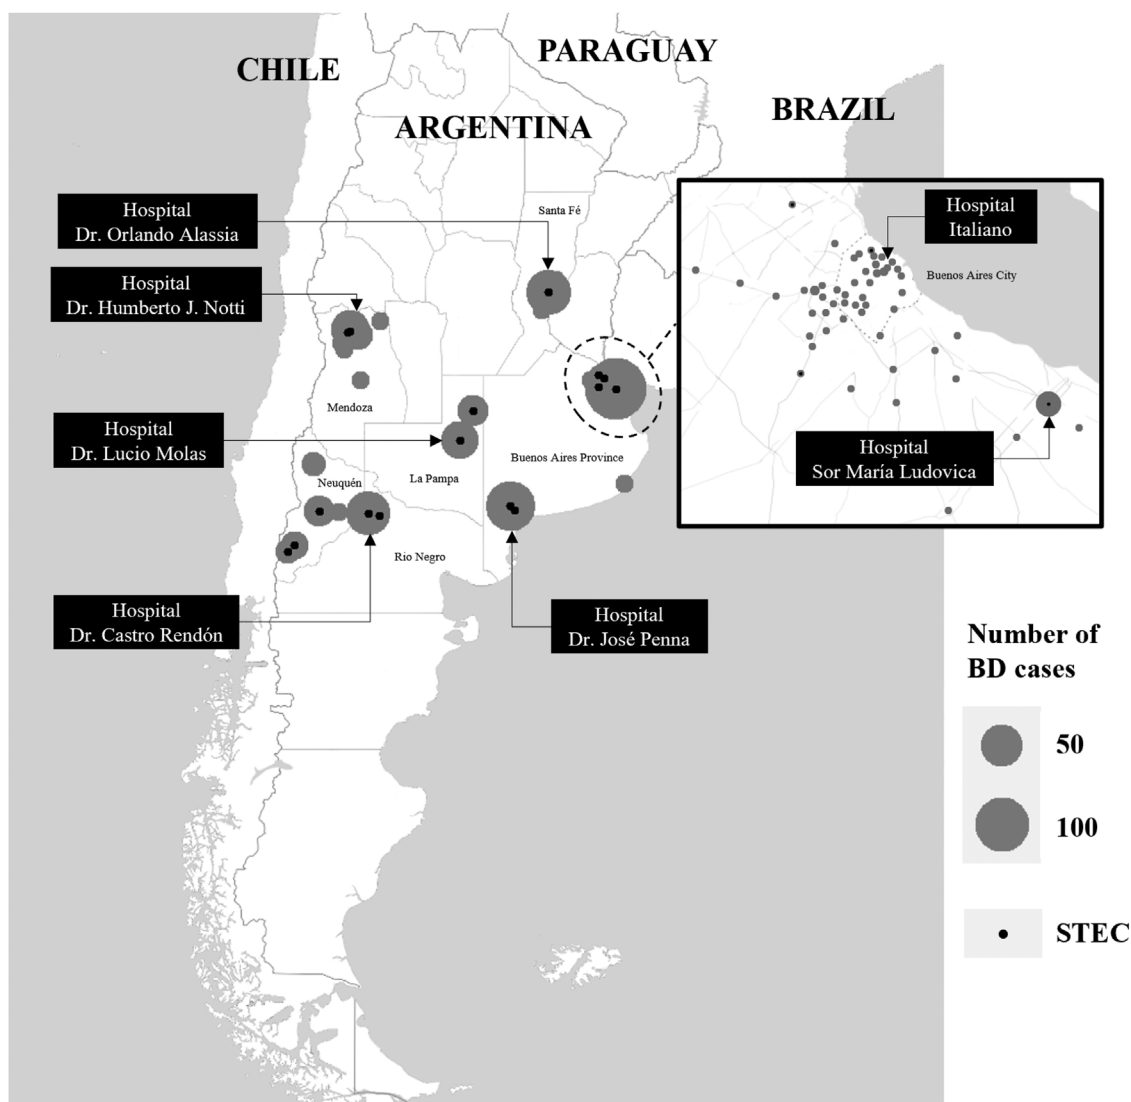 PARAGUAY
CHILE
BRAZIL
ARGENTINA
Hospital
Dr. Orlando Alassia
Santa Fé
Hospital
Italiano
Buenos Aires City
Hospital
Dr. Humberto J. Notti
Mendoza
Hospital
Dr. Lucio Molas
Buenos Aires Province
La Pampa
Neuquén
Hospital
Sor María Ludovica
Rio Negro
Hospital
Dr. Castro Rendón
Hospital
Dr. José Penna
Number of
BD cases
50
100
STEC